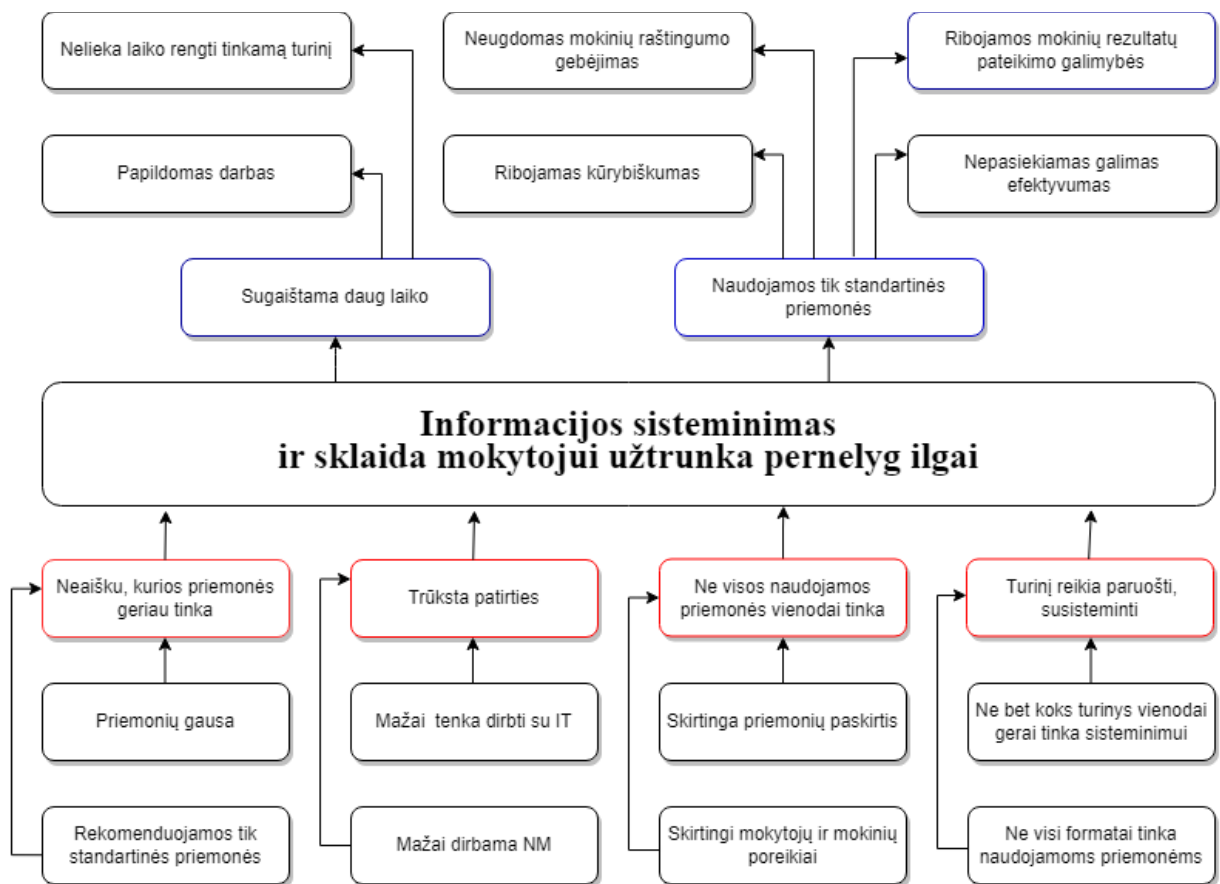 Nelieka laiko rengti tinkamą turinį
Neugdomas mokinių raštingumo
gebėjimas
Ribojamos mokinių rezultatų
pateikimo galimybės
Papildomas darbas
Ribojamas kūrybiškumas
Nepasiekiamas galimas
efektyvumas
Sugaištama daug laiko
Naudojamos tik standartinės
priemonės
Informacijos sisteminimas
ir sklaida mokytojui užtrunka pernelyg ilgai
Neaišku, kurios priemonės
geriau tinka
Trūksta patirties
Ne visos naudojamos
priemonės vienodai tinka
Turinį reikia paruošti,
susisteminti
Priemonių gausa
Mažai tenka dirbti su IT
Skirtinga priemonių paskirtis
Ne bet koks turinys vienodai
gerai tinka sisteminimui
Rekomenduojamos tik
standartinės priemonės
Mažai dirbama NM
Skirtingi mokytojų ir mokinių
poreikiai
Ne visi formatai tinka
naudojamoms priemonėms